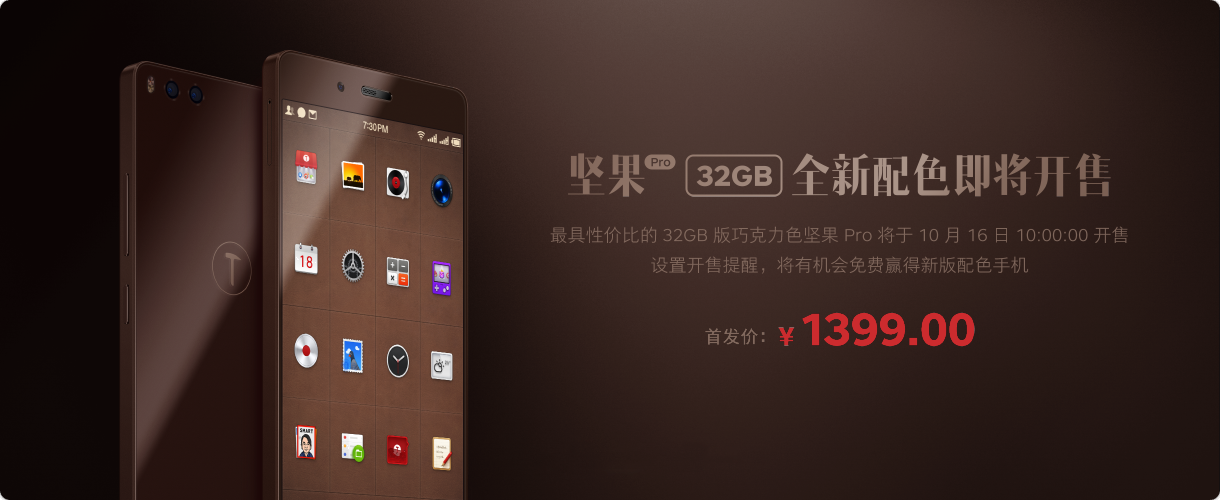 7:30PM
18
SMART
坚果 Pro 32GB 全新配色即将开售
最具性价比的 32GB 版巧克力色坚果 Pro 将于 10 月 16 日 10:00:00 开售
设置开售提醒，将有机会免费赢得新版配色手机
首发价：¥ 1399.00